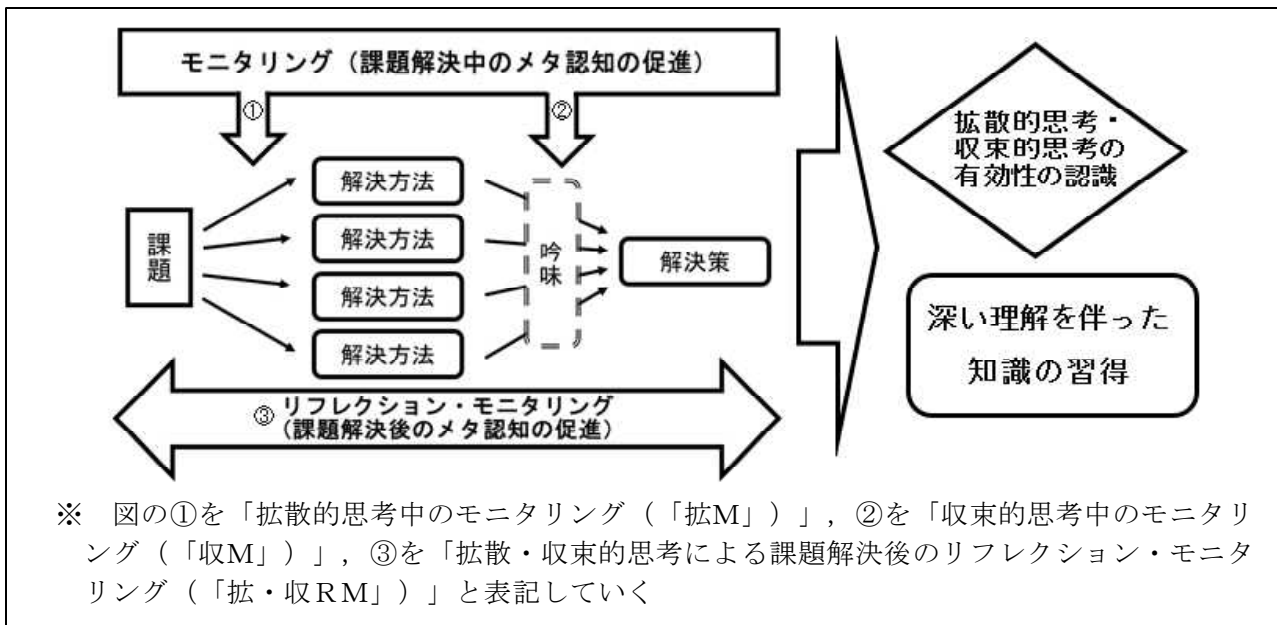 モニタリング（課題解決中のメタ認知の促進）
①
②
課題
解決方法
解決方法
解決方法
解決方法
吟味
解決策
③ リフレクション・モニタリング
(課題解決後のメタ認知の促進）
拡散的思考・
収束的思考の
有効性の認識
深い理解を伴った
知識の習得
※　図の①を「拡散的思考中のモニタリング（「拡Ｍ」）」，②を「収束的思考中のモニタリ
ング（「収Ｍ」）」，③を「拡散・収束的思考による課題解決後のリフレクション・モニタ
リング（「拡・収ＲＭ」）」と表記していく